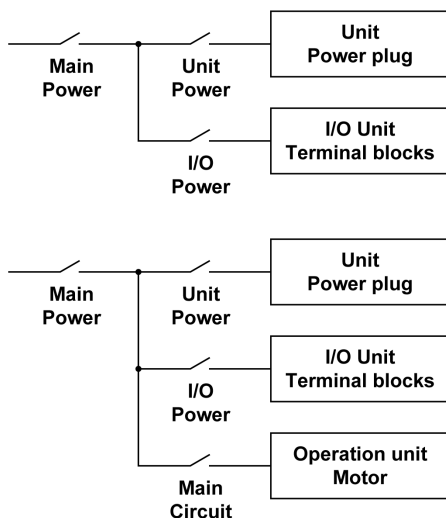 Unit
Power plug
Main
Power
Unit
Power
I/O Unit
Terminal blocks
I/O
Power
Unit
Power plug
Main
Power
Unit
Power
I/O Unit
Terminal blocks
I/O
Power
Operation unit
Motor
Main
Circuit